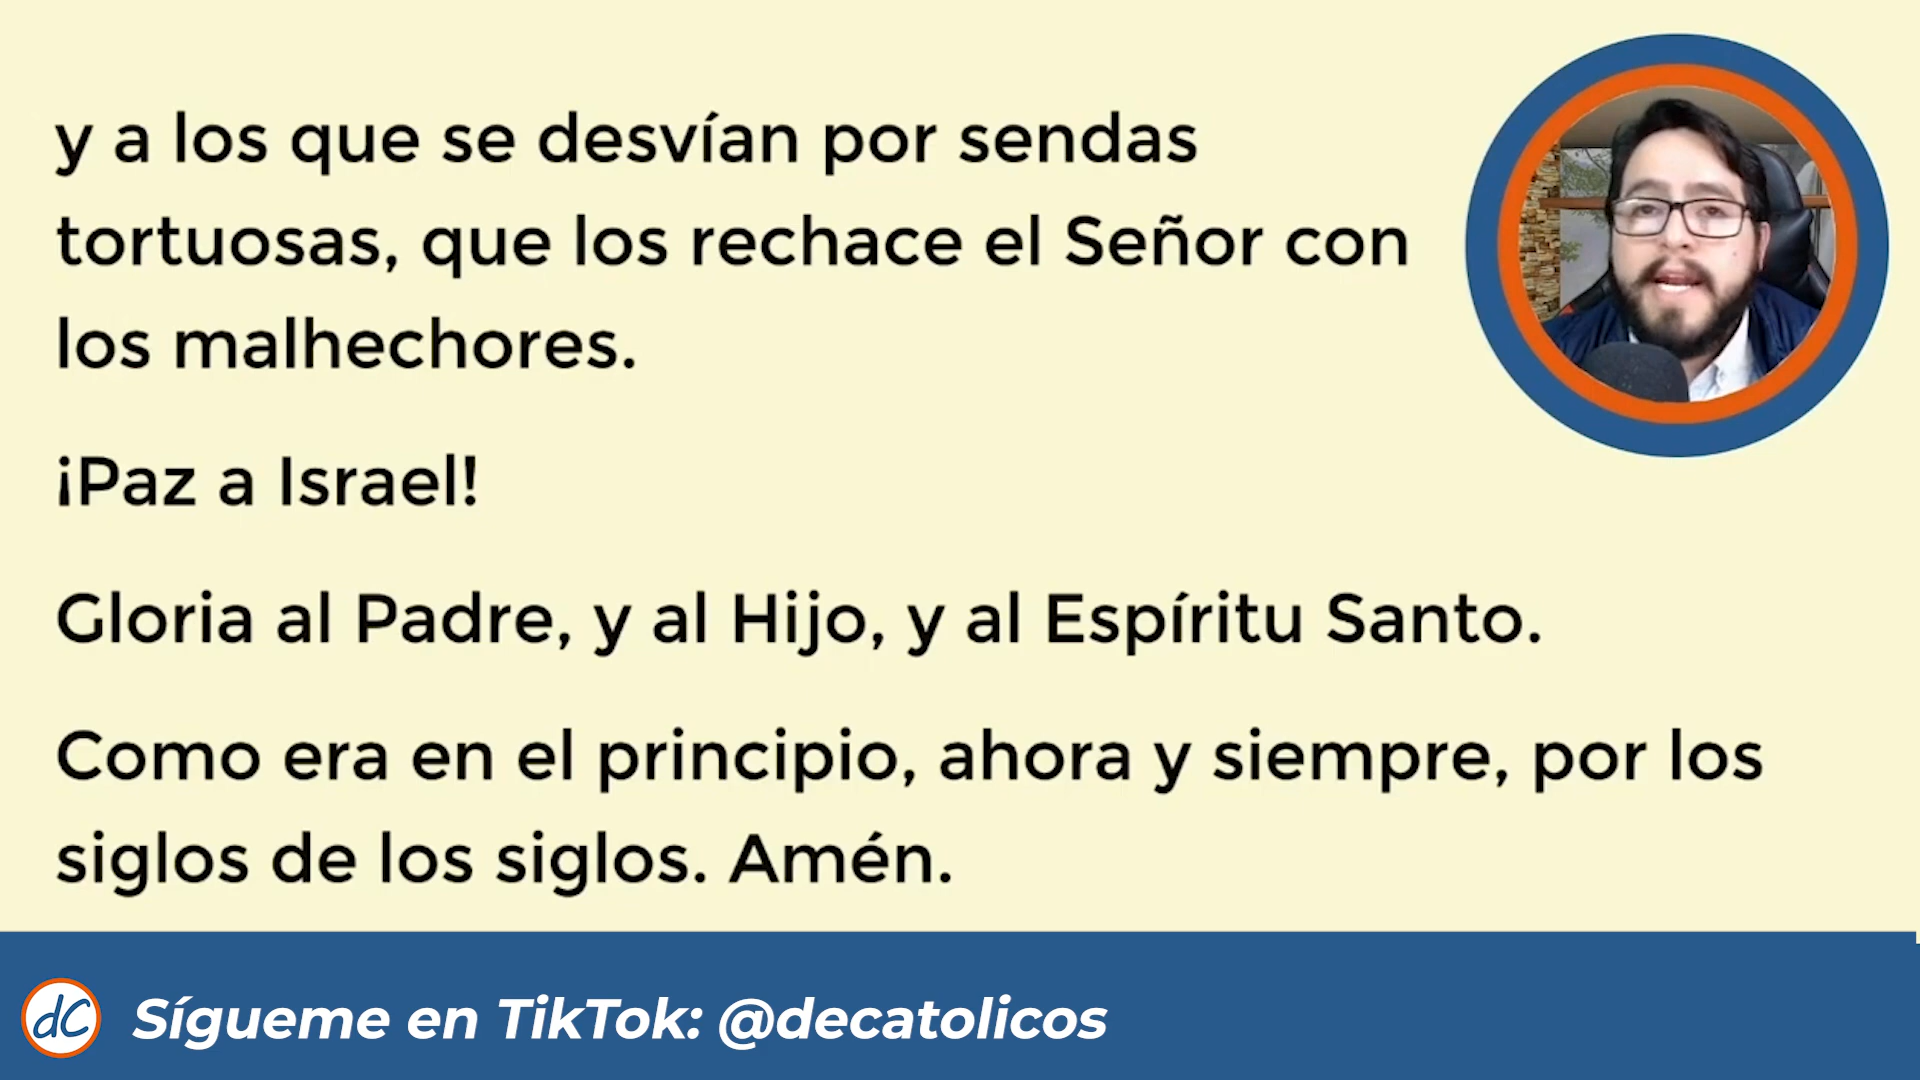 y a los que se desvían por sendas
tortuosas, que los rechace el Señor con
los malhechores.
¡Paz a Israel!
Gloria al Padre, y al Hijo, y al Espíritu Santo.
Como era en el principio, ahora y siempre, por los
siglos de los siglos. Amén.
dC Sígueme en TikTok: @decatolicos